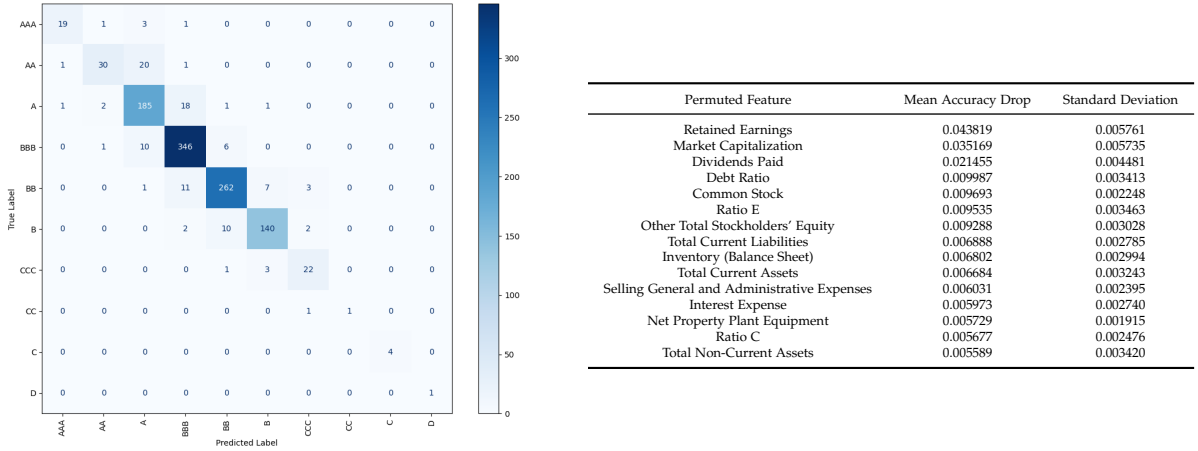 AAA 19 1 3 1 0 0 0 0 0 0
AA 1 30 20 1 0 0 0 0 0 0
A 1 2 185 18 1 1 0 0 0 0
BBB 0 1 10 346 6 0 0 0 0 0
BB 0 0 1 11 262 7 3 0 0 0
B 0 0 0 2 10 140 2 0 0 0
CCC 0 0 0 0 1 3 22 0 0 0
CC 0 0 0 0 0 0 1 1 0 0
C 0 0 0 0 0 0 0 0 4 0
D 0 0 0 0 0 0 0 0 0 1
True Label
AAA AA A BBB BB B CCC CC C D
Predicted Label
300
250
200
150
100
50
0
Permuted Feature Mean Accuracy Drop Standard Deviation
Retained Earnings 0.043819 0.005761
Market Capitalization 0.035169 0.005735
Dividends Paid 0.021455 0.004481
Debt Ratio 0.009987 0.003413
Common Stock 0.009693 0.002248
Ratio E 0.009535 0.003463
Other Total Stockholders' Equity 0.009288 0.003028
Total Current Liabilities 0.006888 0.002785
Inventory (Balance Sheet) 0.006802 0.002994
Total Current Assets 0.006684 0.003243
Selling General and Administrative Expenses 0.006031 0.002395
Interest Expense 0.005973 0.002740
Net Property Plant Equipment 0.005729 0.001915
Ratio C 0.005677 0.002476
Total Non-Current Assets 0.005589 0.003420